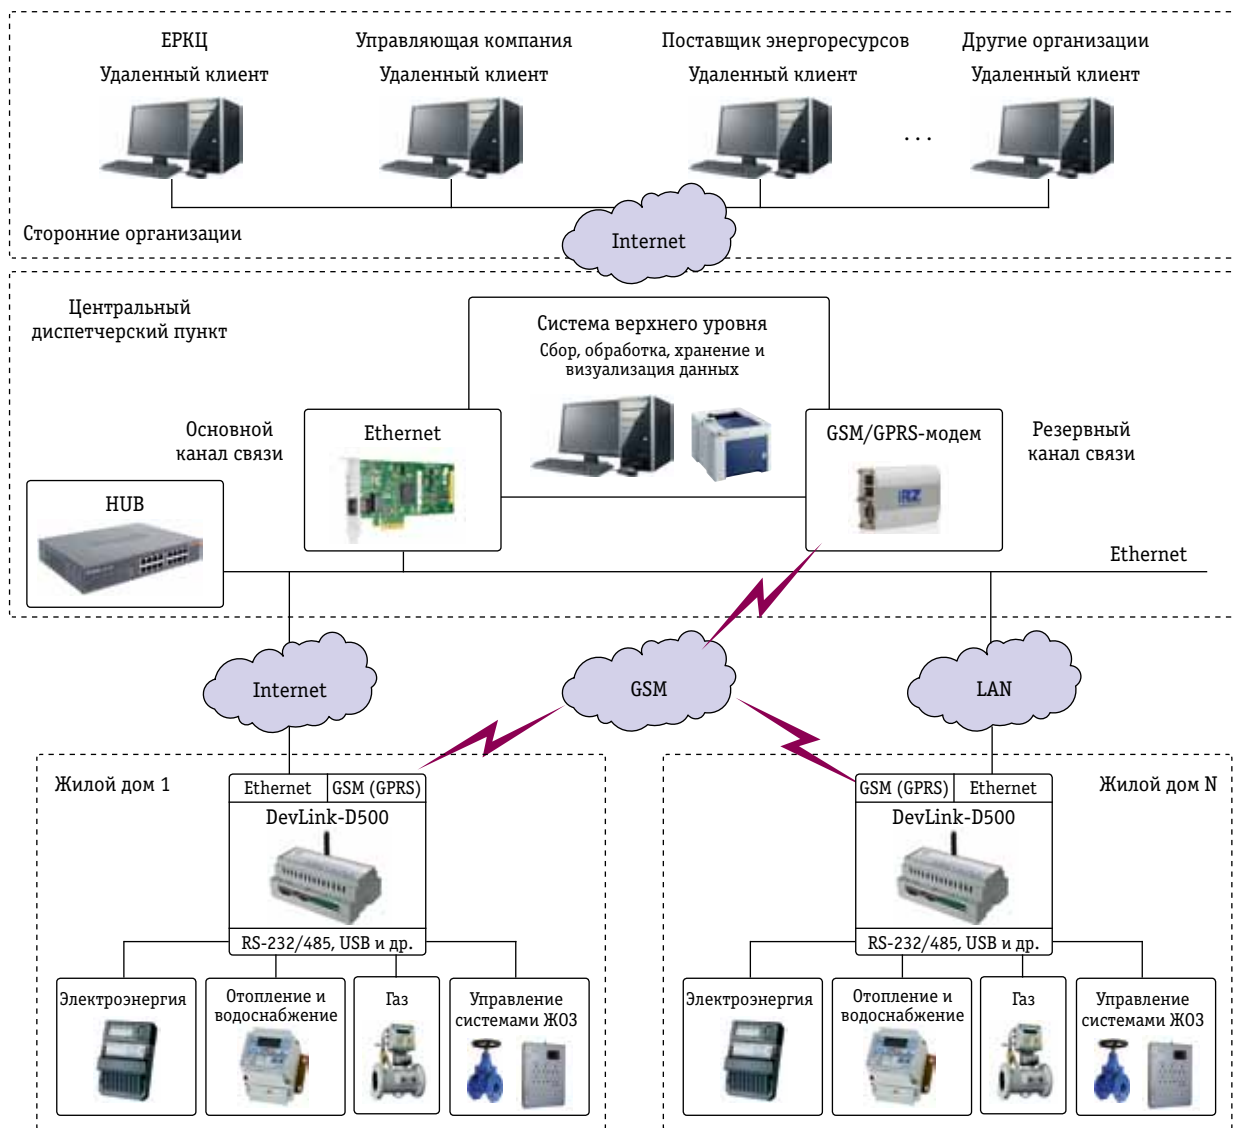 ЕРКЦ
Удаленный клиент
Управляющая компания
Удаленный клиент
Поставщик энергоресурсов
Удаленный клиент
Другие организации
Удаленный клиент
. . .
Сторонние организации
Internet
Центральный
диспетчерский пункт
Система верхнего уровня
Сбор, обработка, хранение и
визуализация данных
Основной
канал связи
Ethernet
GSM/GPRS-модем
iRZ
Резервный
канал связи
HUB
Ethernet
Internet
GSM
LAN
Жилой дом 1
Ethernet
GSM (GPRS)
DevLink-D500
RS-232/485, USB и др.
Электроэнергия
Отопление и
водоснабжение
Газ
Управление
системами ЖОЗ
Жилой дом N
GSM (GPRS)
Ethernet
DevLink-D500
RS-232/485, USB и др.
Электроэнергия
Отопление и
водоснабжение
Газ
Управление
системами ЖОЗ